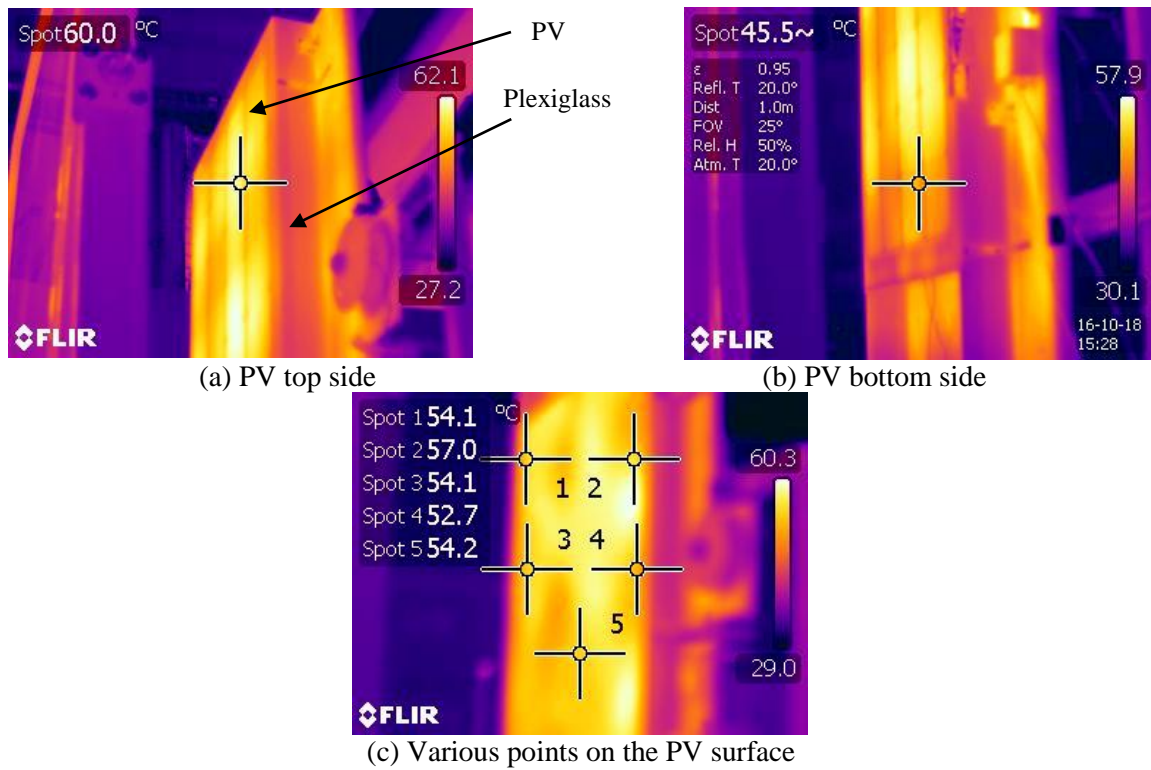 Spot 60.0 °C
PV
Plexiglass
62.1
27.2
FLIR
(a) PV top side
Spot 45.5~ °C
ε 0.95
Refl. T 20.0°
Dist 1.0m
FOV 25°
Rel. H 50%
Atm. T 20.0°
57.9
30.1
16-10-18
15:28
FLIR
(b) PV bottom side
Spot 1 54.1 °C
Spot 2 57.0
Spot 3 54.1
Spot 4 52.7
Spot 5 54.2
1 2
3 4
5
60.3
29.0
FLIR
(c) Various points on the PV surface